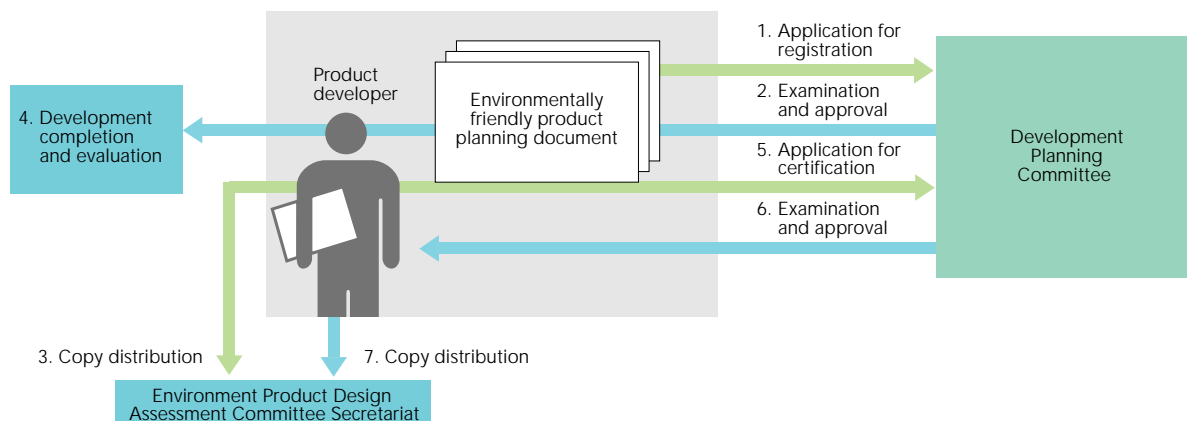 1. Application for
registration
Product
developer
2. Examination
and approval
Environmentally
friendly product
planning document
4. Development
completion
and evaluation
Development
Planning
Committee
5. Application for
certification
6. Examination
and approval
3. Copy distribution
7. Copy distribution
Environment Product Design
Assessment Committee Secretariat